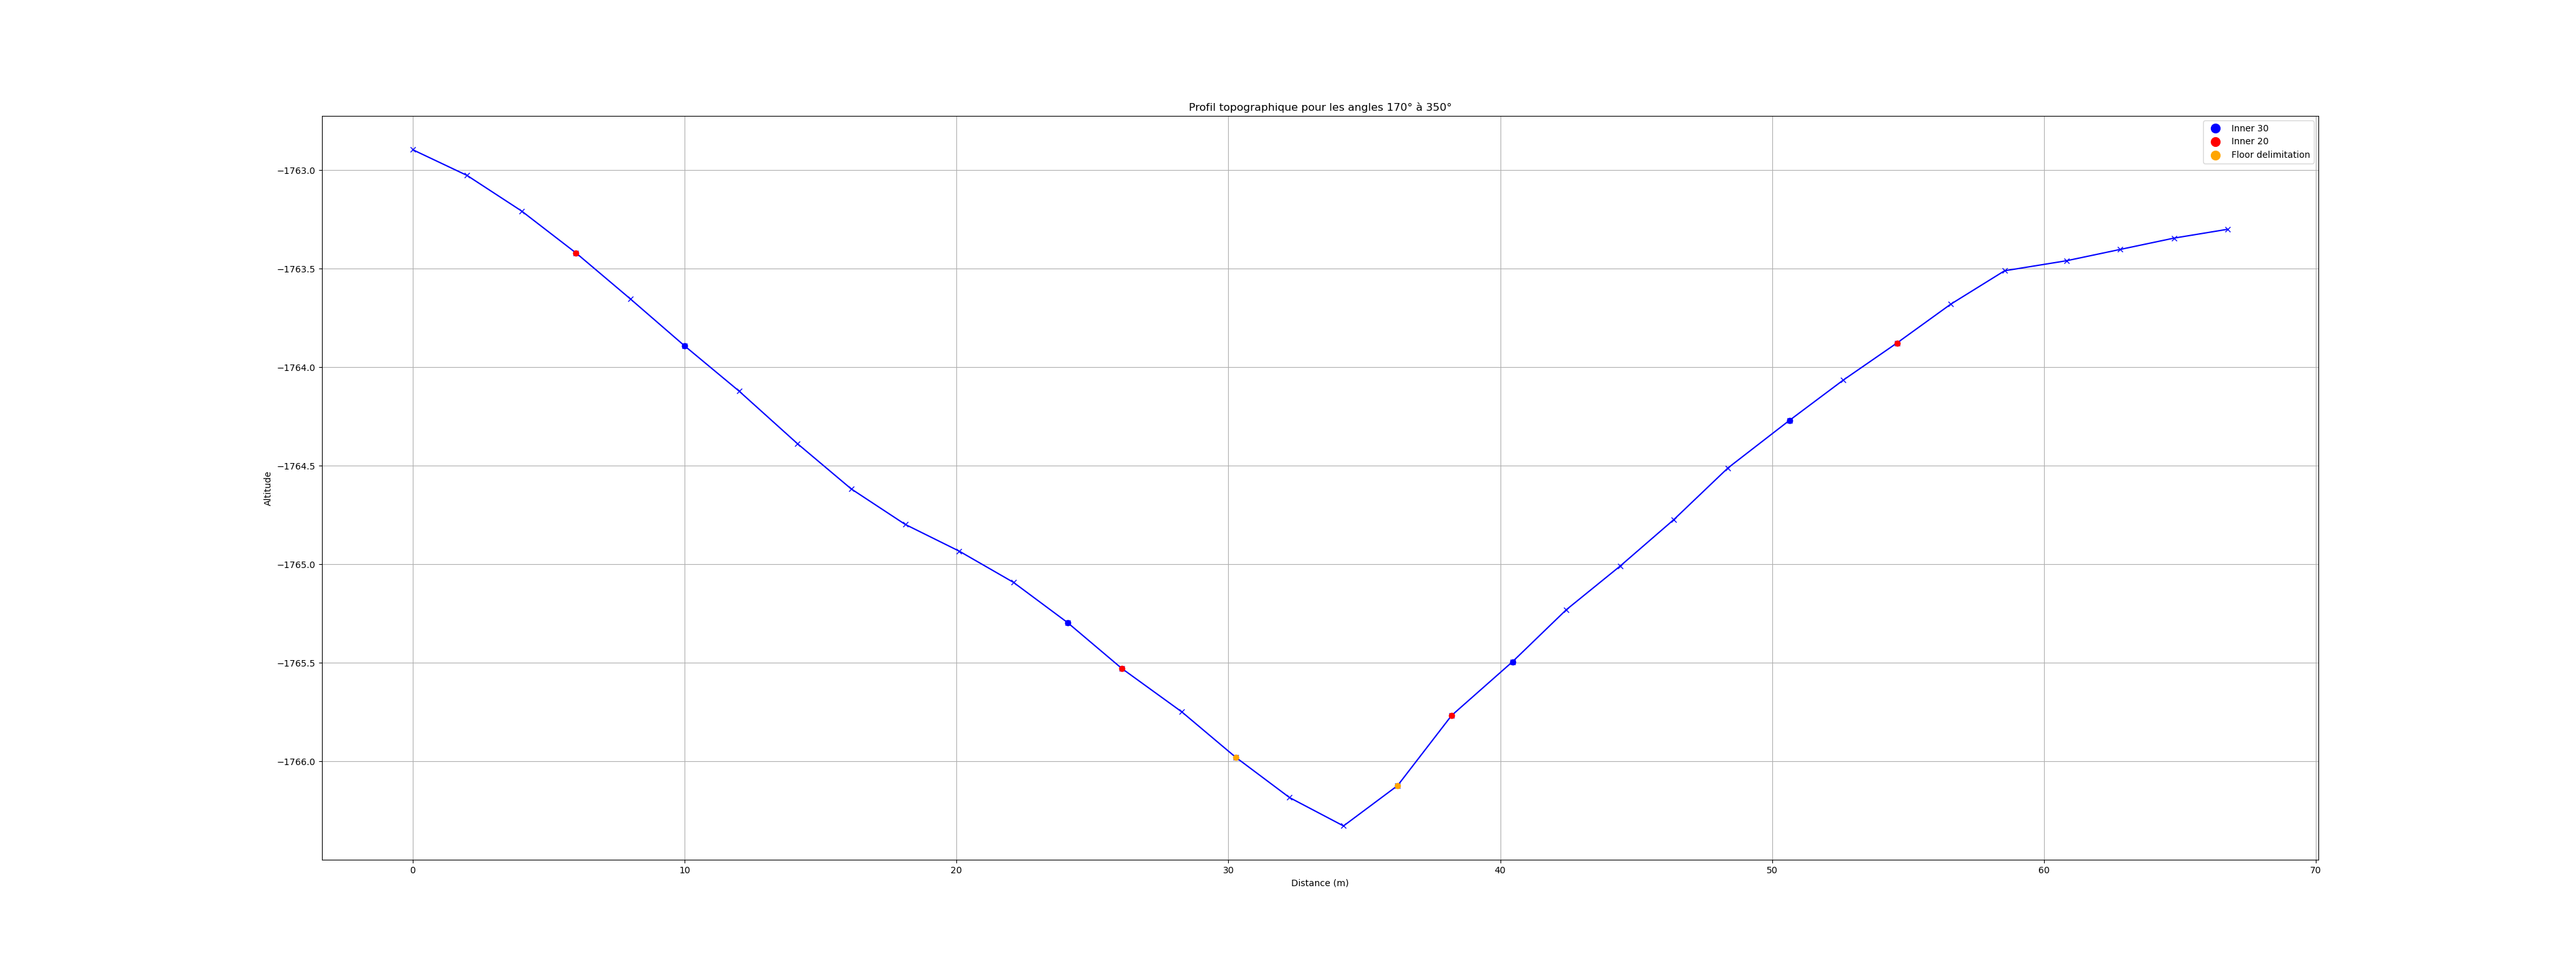 Profil topographique pour les angles 170° à 350°
Inner 30
Inner 20
Floor delimitation
−1763.0
−1763.5
−1764.0
−1764.5
−1765.0
−1765.5
−1766.0
Altitude
0 10 20 30 40 50 60 70
Distance (m)